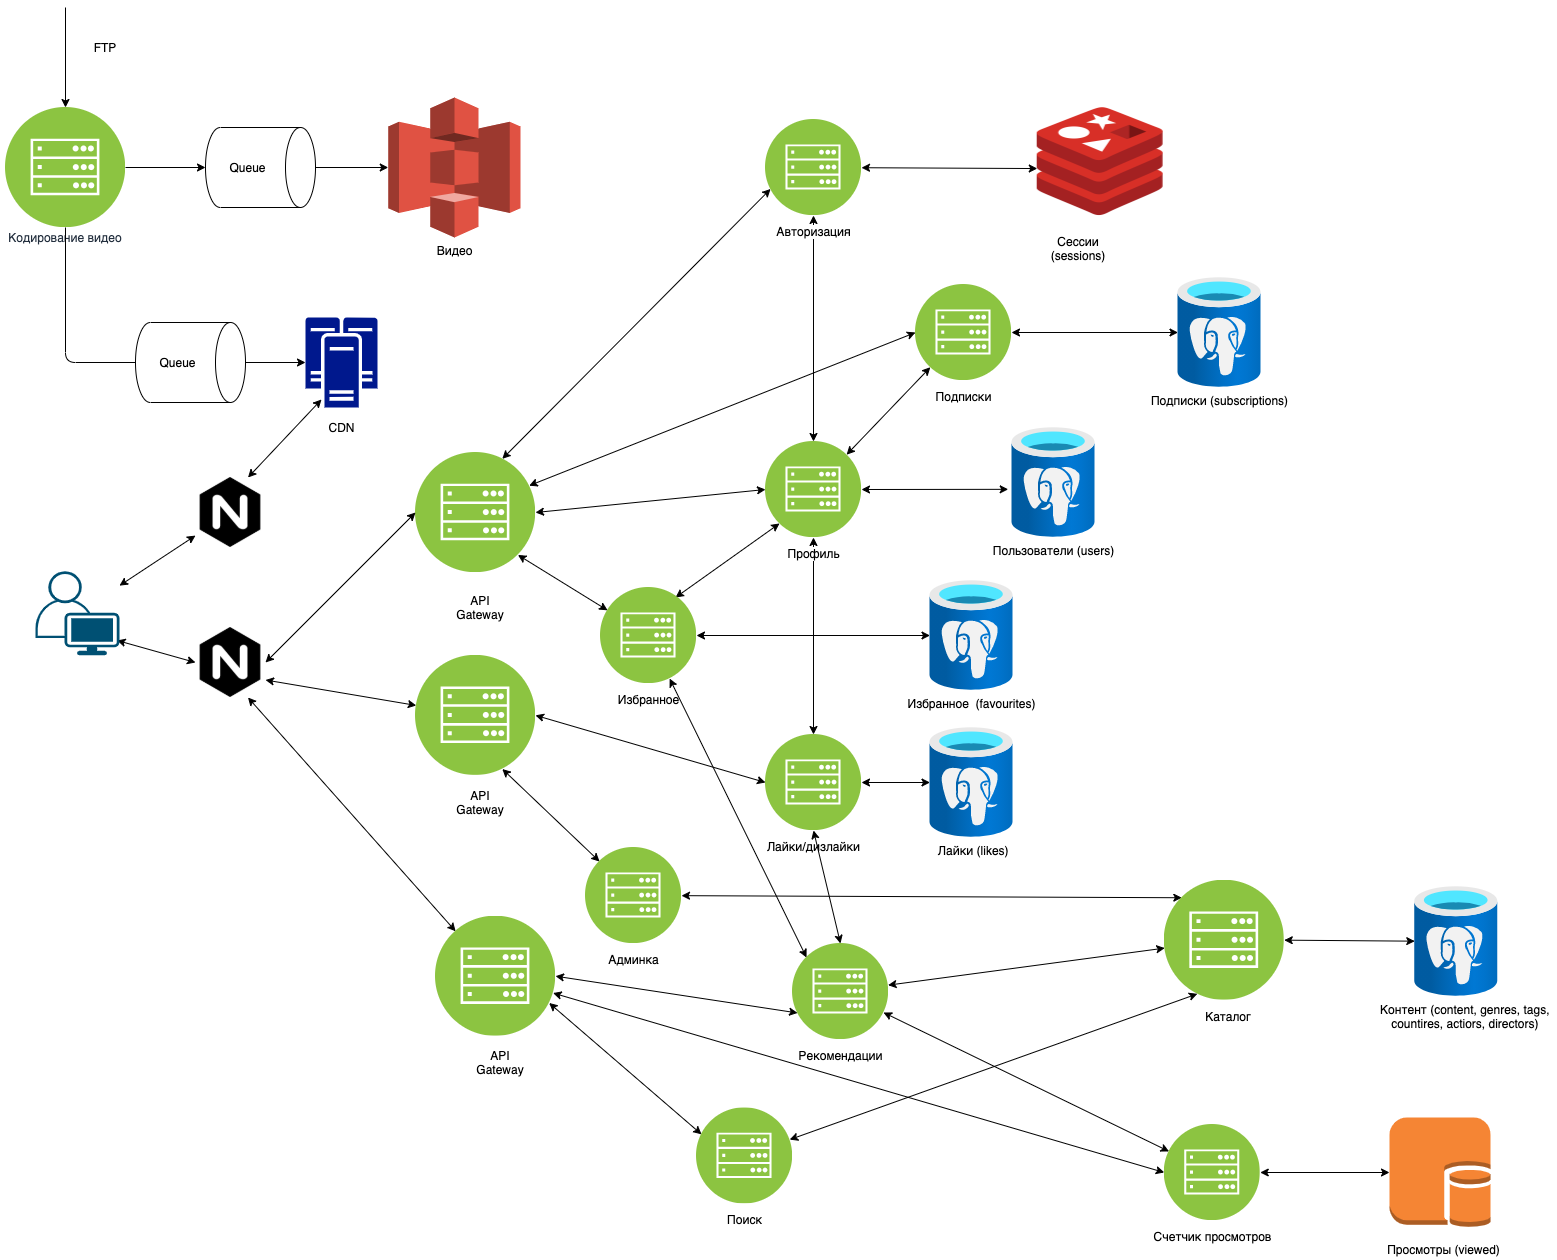 FTP
Queue
Кодирование видео
Видео
Авторизация
Сессии
(sessions)
Queue
CDN
Подписки
Подписки (subscriptions)
Профиль
Пользователи (users)
API
Gateway
Избранное
Избранное  (favourites)
API
Gateway
Лайки/дизлайки
Лайки (likes)
Админка
Каталог
Контент (content, genres, tags,
countires, actiors, directors)
API
Gateway
Рекомендации
Поиск
Счетчик просмотров
Просмотры (viewed)